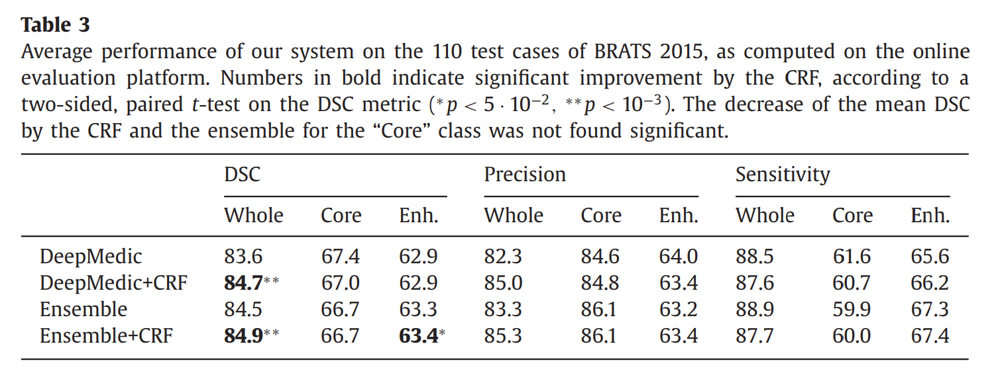 Table 3
Average performance of our system on the 110 test cases of BRATS 2015, as computed on the online
evaluation platform. Numbers in bold indicate significant improvement by the CRF, according to a
two-sided, paired t-test on the DSC metric (*p < 5 · 10−2, **p < 10−3). The decrease of the mean DSC
by the CRF and the ensemble for the “Core” class was not found significant.
DSC Precision Sensitivity
Whole Core Enh. Whole Core Enh. Whole Core Enh.
DeepMedic 83.6 67.4 62.9 82.3 84.6 64.0 88.5 61.6 65.6
DeepMedic+CRF 84.7** 67.0 62.9 85.0 84.8 63.4 87.6 60.7 66.2
Ensemble 84.5 66.7 63.3 83.3 86.1 63.2 88.9 59.9 67.3
Ensemble+CRF 84.9** 66.7 63.4* 85.3 86.1 63.4 87.7 60.0 67.4